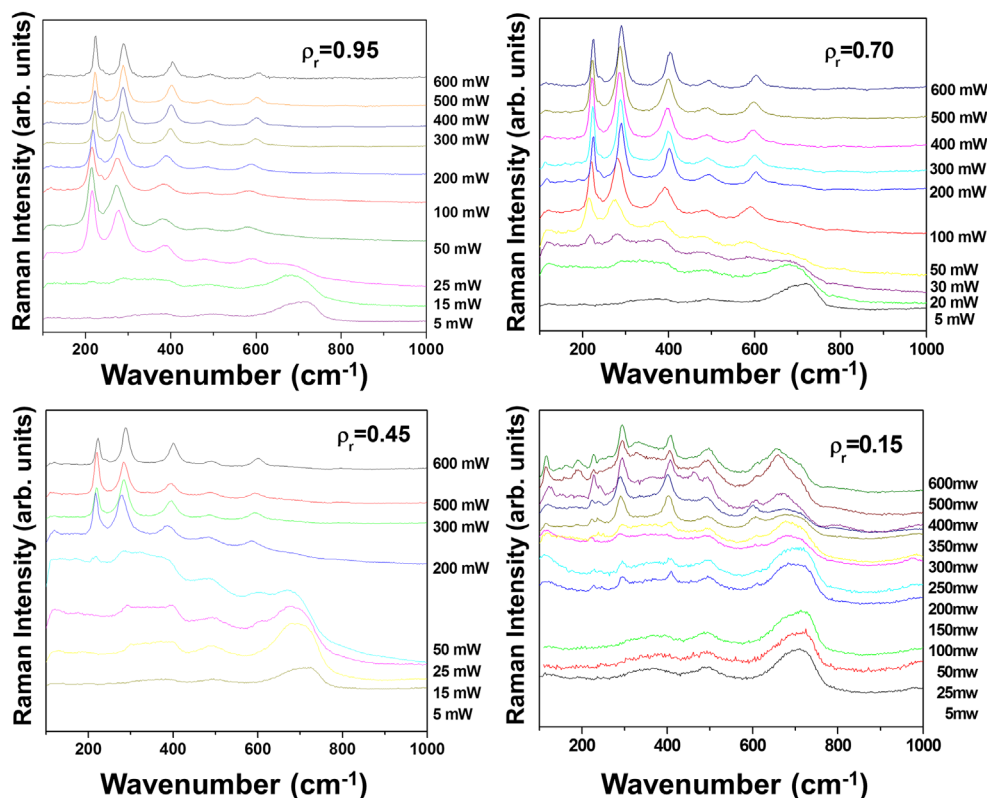 Raman Intensity (arb. units)
ρr=0.95
600 mW
500 mW
400 mW
300 mW
200 mW
100 mW
50 mW
25 mW
15 mW
5 mW
200 400 600 800 1000
Wavenumber (cm-1)
Raman Intensity (arb. units)
ρr=0.70
600 mW
500 mW
400 mW
300 mW
200 mW
100 mW
50 mW
30 mW
20 mW
5 mW
200 400 600 800 1000
Wavenumber (cm-1)
Raman Intensity (arb. units)
ρr=0.45
600 mW
500 mW
300 mW
200 mW
50 mW
25 mW
15 mW
5 mW
200 400 600 800 1000
Wavenumber (cm-1)
Raman Intensity (arb. units)
ρr=0.15
600mw
500mw
400mw
350mw
300mw
250mw
200mw
150mw
100mw
50mw
25mw
5mw
200 400 600 800 1000
Wavenumber (cm-1)